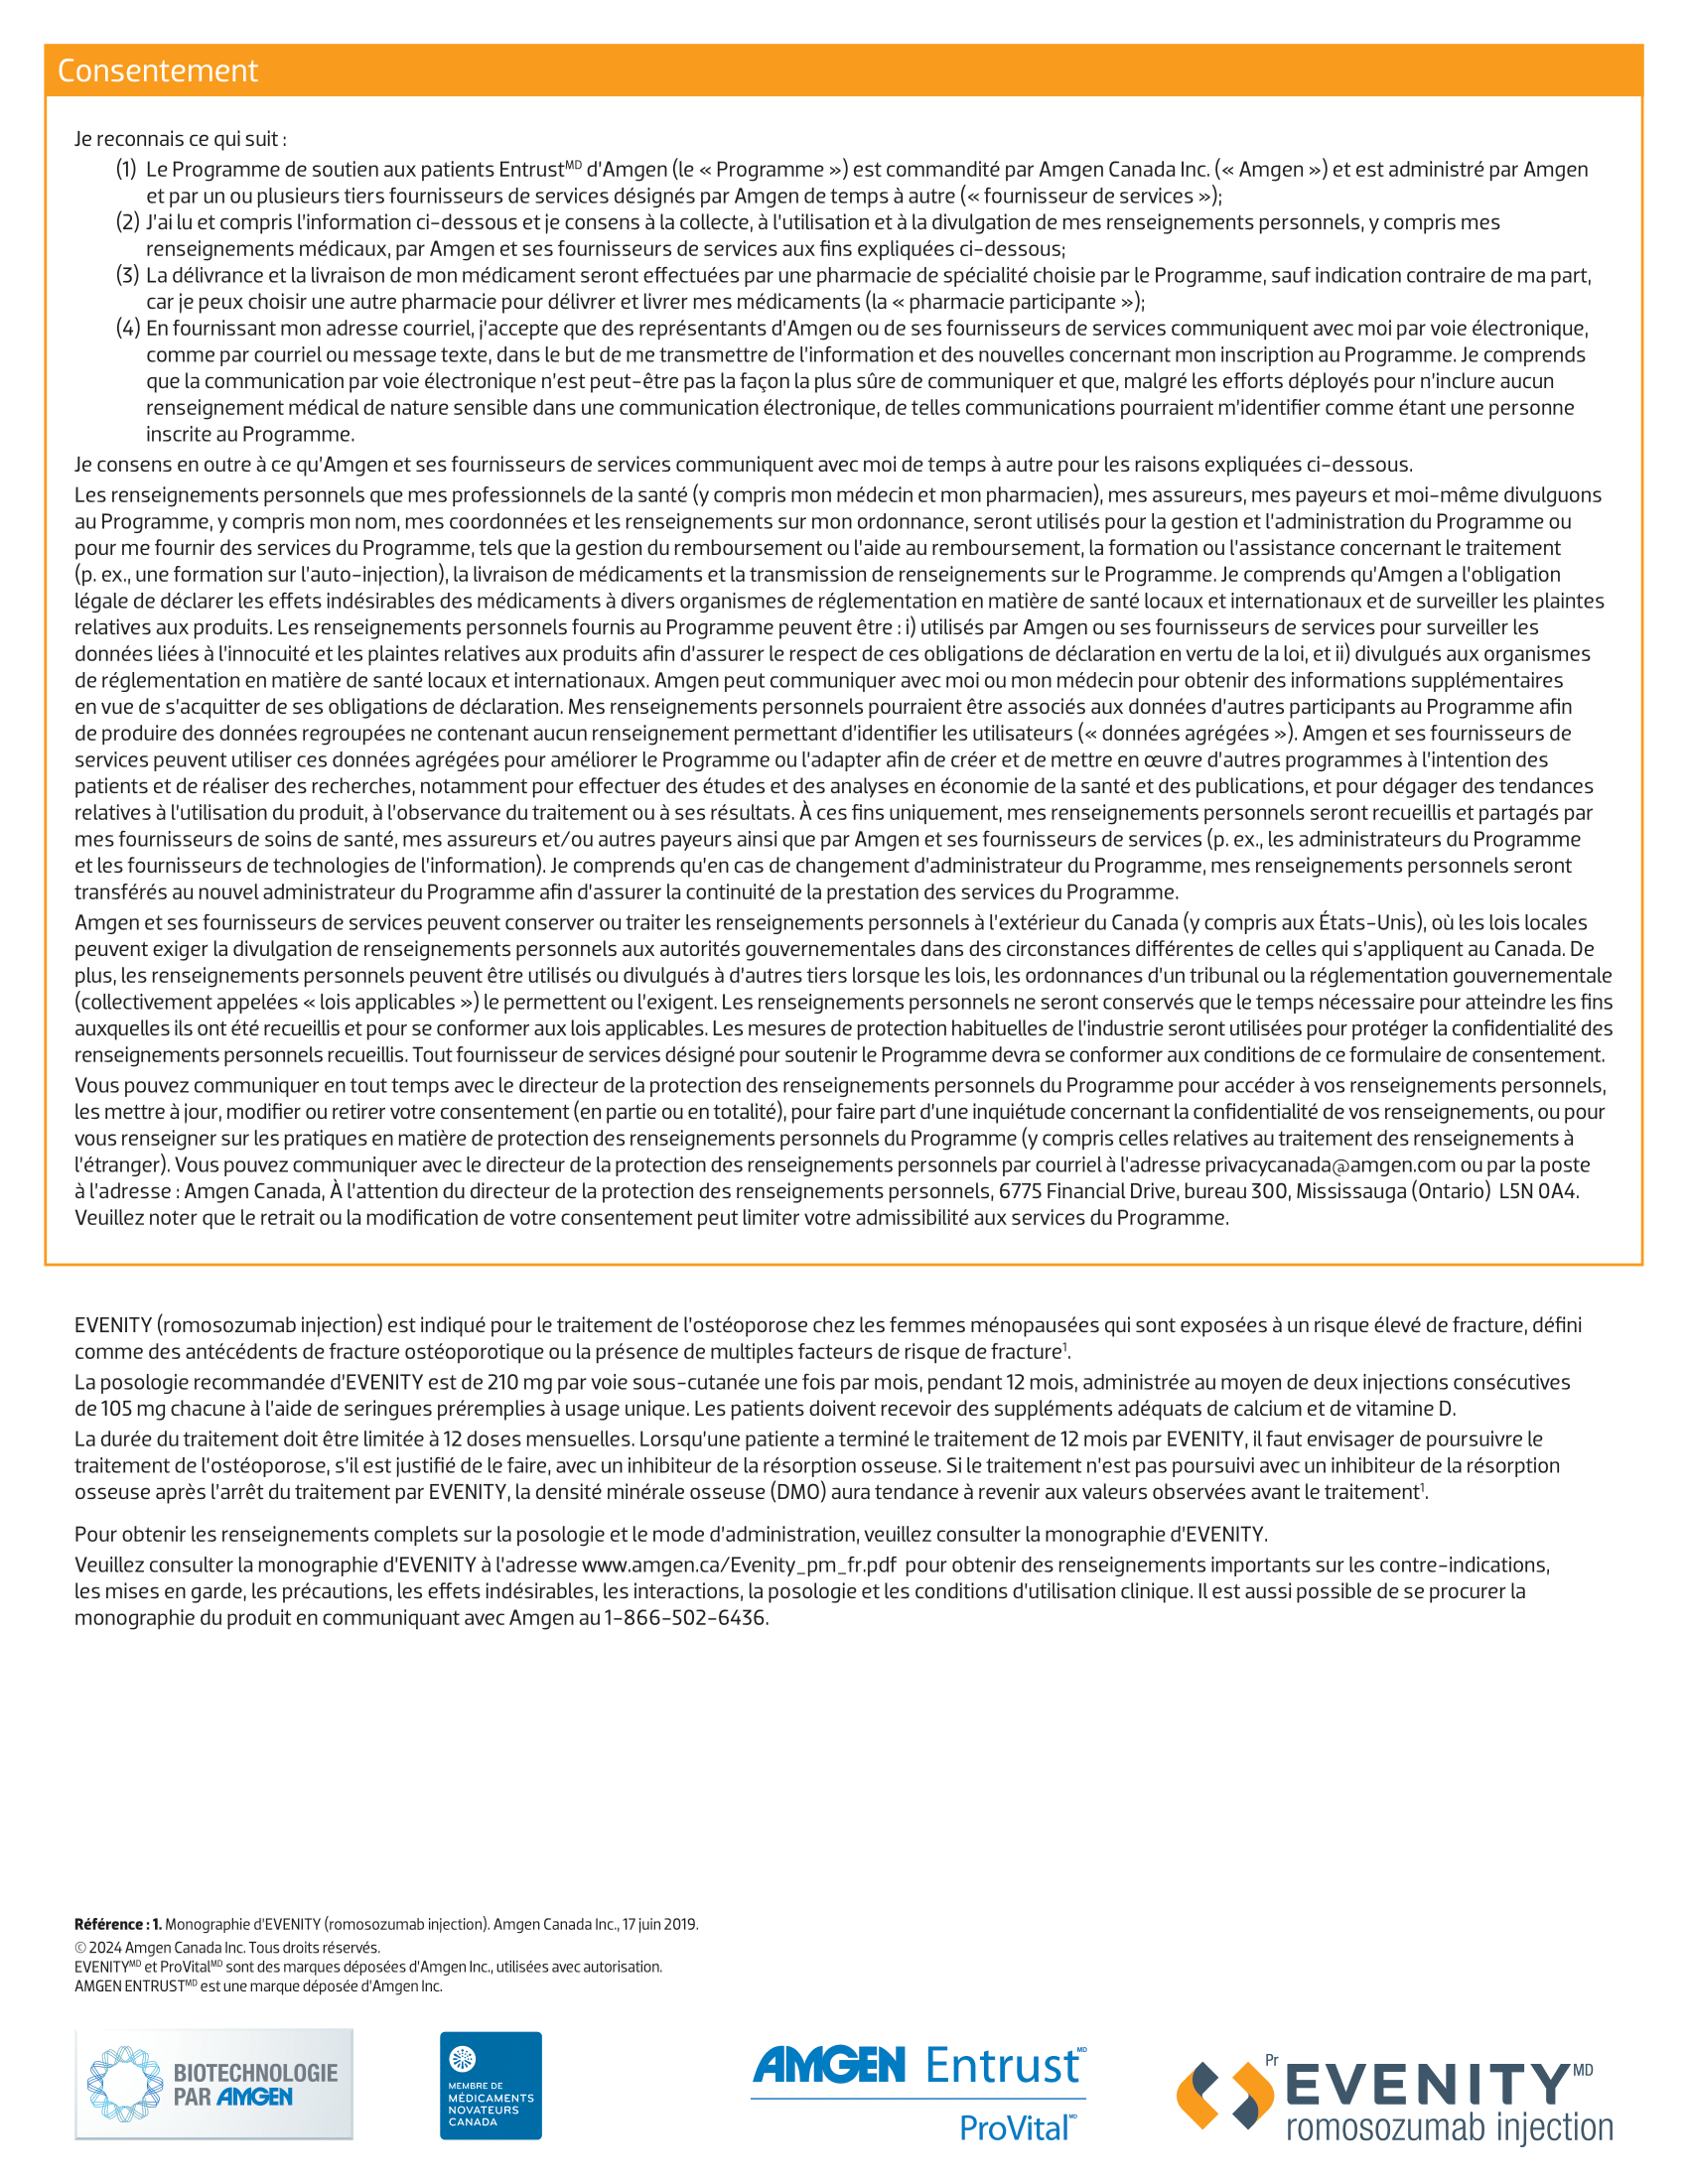 Consentement
Je reconnais ce qui suit :
(1) Le Programme de soutien aux patients Entrust^MD d'Amgen (le « Programme ») est commandité par Amgen Canada Inc. (« Amgen ») et est administré par Amgen
et par un ou plusieurs tiers fournisseurs de services désignés par Amgen de temps à autre (« fournisseur de services »);
(2) J'ai lu et compris l'information ci-dessous et je consens à la collecte, à l'utilisation et à la divulgation de mes renseignements personnels, y compris mes
renseignements médicaux, par Amgen et ses fournisseurs de services aux fins expliquées ci-dessous;
(3) La délivrance et la livraison de mon médicament seront effectuées par une pharmacie de spécialité choisie par le Programme, sauf indication contraire de ma part,
car je peux choisir une autre pharmacie pour délivrer et livrer mes médicaments (la « pharmacie participante »);
(4) En fournissant mon adresse courriel, j'accepte que des représentants d'Amgen ou de ses fournisseurs de services communiquent avec moi par voie électronique,
comme par courriel ou message texte, dans le but de me transmettre de l'information et des nouvelles concernant mon inscription au Programme. Je comprends
que la communication par voie électronique n'est peut-être pas la façon la plus sûre de communiquer et que, malgré les efforts déployés pour n'inclure aucun
renseignement médical de nature sensible dans une communication électronique, de telles communications pourraient m'identifier comme étant une personne
inscrite au Programme.
Je consens en outre à ce qu'Amgen et ses fournisseurs de services communiquent avec moi de temps à autre pour les raisons expliquées ci-dessous.
Les renseignements personnels que mes professionnels de la santé (y compris mon médecin et mon pharmacien), mes assureurs, mes payeurs et moi-même divulguons
au Programme, y compris mon nom, mes coordonnées et les renseignements sur mon ordonnance, seront utilisés pour la gestion et l'administration du Programme ou
pour me fournir des services du Programme, tels que la gestion du remboursement ou l'aide au remboursement, la formation ou l'assistance concernant le traitement
(p. ex., une formation sur l'auto-injection), la livraison de médicaments et la transmission de renseignements sur le Programme. Je comprends qu'Amgen a l'obligation
légale de déclarer les effets indésirables des médicaments à divers organismes de réglementation en matière de santé locaux et internationaux et de surveiller les plaintes
relatives aux produits. Les renseignements personnels fournis au Programme peuvent être : i) utilisés par Amgen ou ses fournisseurs de services pour surveiller les
données liées à l'innocuité et les plaintes relatives aux produits afin d'assurer le respect de ces obligations de déclaration en vertu de la loi, et ii) divulgués aux organismes
de réglementation en matière de santé locaux et internationaux. Amgen peut communiquer avec moi ou mon médecin pour obtenir des informations supplémentaires
en vue de s'acquitter de ses obligations de déclaration. Mes renseignements personnels pourraient être associés aux données d'autres participants au Programme afin
de produire des données regroupées ne contenant aucun renseignement permettant d'identifier les utilisateurs (« données agrégées »). Amgen et ses fournisseurs de
services peuvent utiliser ces données agrégées pour améliorer le Programme ou l'adapter afin de créer et de mettre en œuvre d'autres programmes à l'intention des
patients et de réaliser des recherches, notamment pour effectuer des études et des analyses en économie de la santé et des publications, et pour dégager des tendances
relatives à l'utilisation du produit, à l'observance du traitement ou à ses résultats. À ces fins uniquement, mes renseignements personnels seront recueillis et partagés par
mes fournisseurs de soins de santé, mes assureurs et/ou autres payeurs ainsi que par Amgen et ses fournisseurs de services (p. ex., les administrateurs du Programme
et les fournisseurs de technologies de l'information). Je comprends qu'en cas de changement d'administrateur du Programme, mes renseignements personnels seront
transférés au nouvel administrateur du Programme afin d'assurer la continuité de la prestation des services du Programme.
Amgen et ses fournisseurs de services peuvent conserver ou traiter les renseignements personnels à l'extérieur du Canada (y compris aux États-Unis), où les lois locales
peuvent exiger la divulgation de renseignements personnels aux autorités gouvernementales dans des circonstances différentes de celles qui s'appliquent au Canada. De
plus, les renseignements personnels peuvent être utilisés ou divulgués à d'autres tiers lorsque les lois, les ordonnances d'un tribunal ou la réglementation gouvernementale
(collectivement appelées « lois applicables ») le permettent ou l'exigent. Les renseignements personnels ne seront conservés que le temps nécessaire pour atteindre les fins
auxquelles ils ont été recueillis et pour se conformer aux lois applicables. Les mesures de protection habituelles de l'industrie seront utilisées pour protéger la confidentialité des
renseignements personnels recueillis. Tout fournisseur de services désigné pour soutenir le Programme devra se conformer aux conditions de ce formulaire de consentement.
Vous pouvez communiquer en tout temps avec le directeur de la protection des renseignements personnels du Programme pour accéder à vos renseignements personnels,
les mettre à jour, modifier ou retirer votre consentement (en partie ou en totalité), pour faire part d'une inquiétude concernant la confidentialité de vos renseignements, ou pour
vous renseigner sur les pratiques en matière de protection des renseignements personnels du Programme (y compris celles relatives au traitement des renseignements à
l'étranger). Vous pouvez communiquer avec le directeur de la protection des renseignements personnels par courriel à l'adresse privacycanada@amgen.com ou par la poste
à l'adresse : Amgen Canada, À l'attention du directeur de la protection des renseignements personnels, 6775 Financial Drive, bureau 300, Mississauga (Ontario) L5N 0A4.
Veuillez noter que le retrait ou la modification de votre consentement peut limiter votre admissibilité aux services du Programme.
EVENITY (romosozumab injection) est indiqué pour le traitement de l'ostéoporose chez les femmes ménopausées qui sont exposées à un risque élevé de fracture, défini
comme des antécédents de fracture ostéoporotique ou la présence de multiples facteurs de risque de fracture¹.
La posologie recommandée d'EVENITY est de 210 mg par voie sous-cutanée une fois par mois, pendant 12 mois, administrée au moyen de deux injections consécutives
de 105 mg chacune à l'aide de seringues préremplies à usage unique. Les patients doivent recevoir des suppléments adéquats de calcium et de vitamine D.
La durée du traitement doit être limitée à 12 doses mensuelles. Lorsqu'une patiente a terminé le traitement de 12 mois par EVENITY, il faut envisager de poursuivre le
traitement de l'ostéoporose, s'il est justifié de le faire, avec un inhibiteur de la résorption osseuse. Si le traitement n'est pas poursuivi avec un inhibiteur de la résorption
osseuse après l'arrêt du traitement par EVENITY, la densité minérale osseuse (DMO) aura tendance à revenir aux valeurs observées avant le traitement¹.
Pour obtenir les renseignements complets sur la posologie et le mode d'administration, veuillez consulter la monographie d'EVENITY.
Veuillez consulter la monographie d'EVENITY à l'adresse www.amgen.ca/Evenity_pm_fr.pdf pour obtenir des renseignements importants sur les contre-indications,
les mises en garde, les précautions, les effets indésirables, les interactions, la posologie et les conditions d'utilisation clinique. Il est aussi possible de se procurer la
monographie du produit en communiquant avec Amgen au 1-866-502-6436.
Référence : 1. Monographie d'EVENITY (romosozumab injection). Amgen Canada Inc., 17 juin 2019.
© 2024 Amgen Canada Inc. Tous droits réservés.
EVENITY^MD et ProVital^MD sont des marques déposées d'Amgen Inc., utilisées avec autorisation.
AMGEN ENTRUST^MD est une marque déposée d'Amgen Inc.
BIOTECHNOLOGIE
PAR AMGEN
MEMBRE DE
MÉDICAMENTS
NOVATEURS
CANADA
AMGEN Entrust^MD
ProVital^MD
Pr EVENITY^MD
romosozumab injection